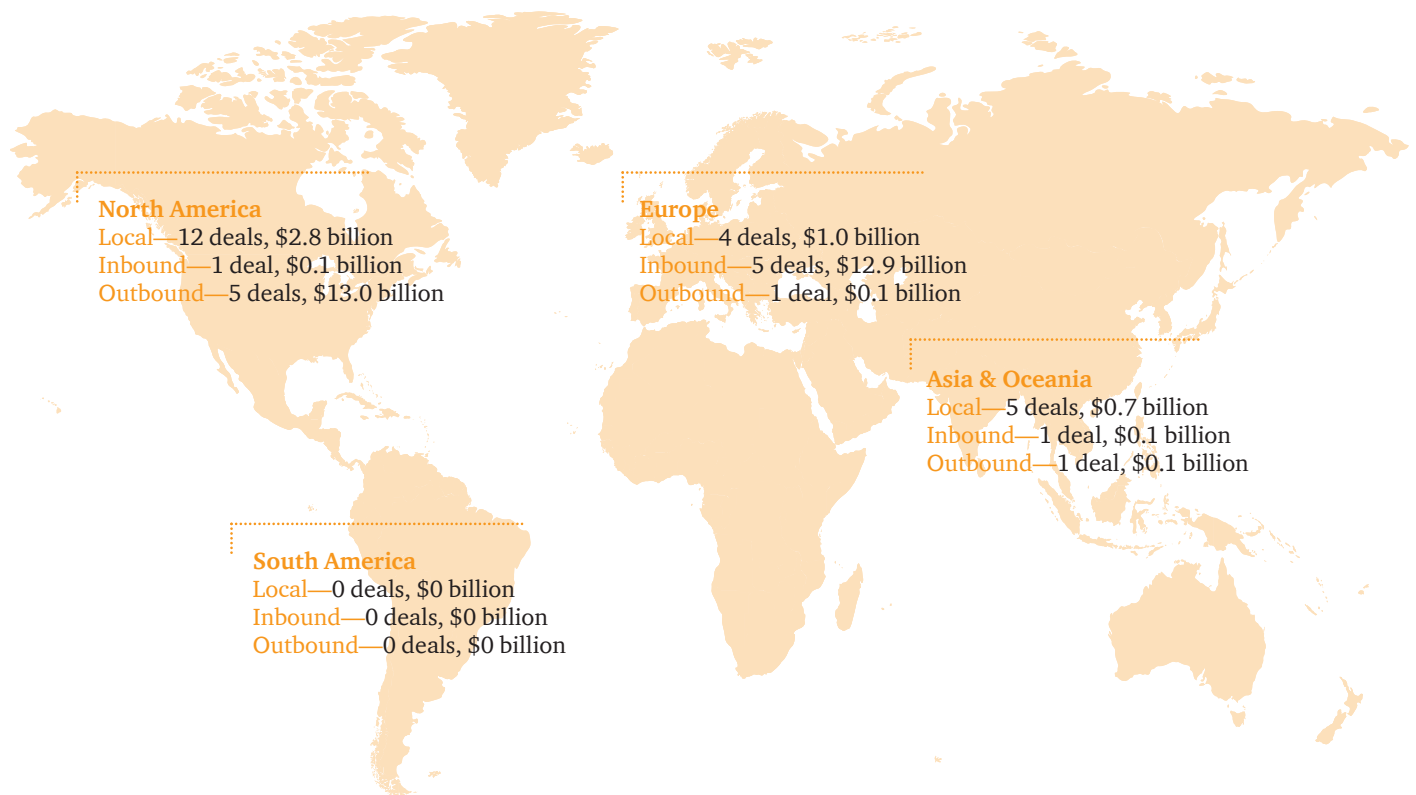 North America
Local—12 deals, $2.8 billion
Inbound—1 deal, $0.1 billion
Outbound—5 deals, $13.0 billion
Europe
Local—4 deals, $1.0 billion
Inbound—5 deals, $12.9 billion
Outbound—1 deal, $0.1 billion
Asia & Oceania
Local—5 deals, $0.7 billion
Inbound—1 deal, $0.1 billion
Outbound—1 deal, $0.1 billion
South America
Local—0 deals, $0 billion
Inbound—0 deals, $0 billion
Outbound—0 deals, $0 billion